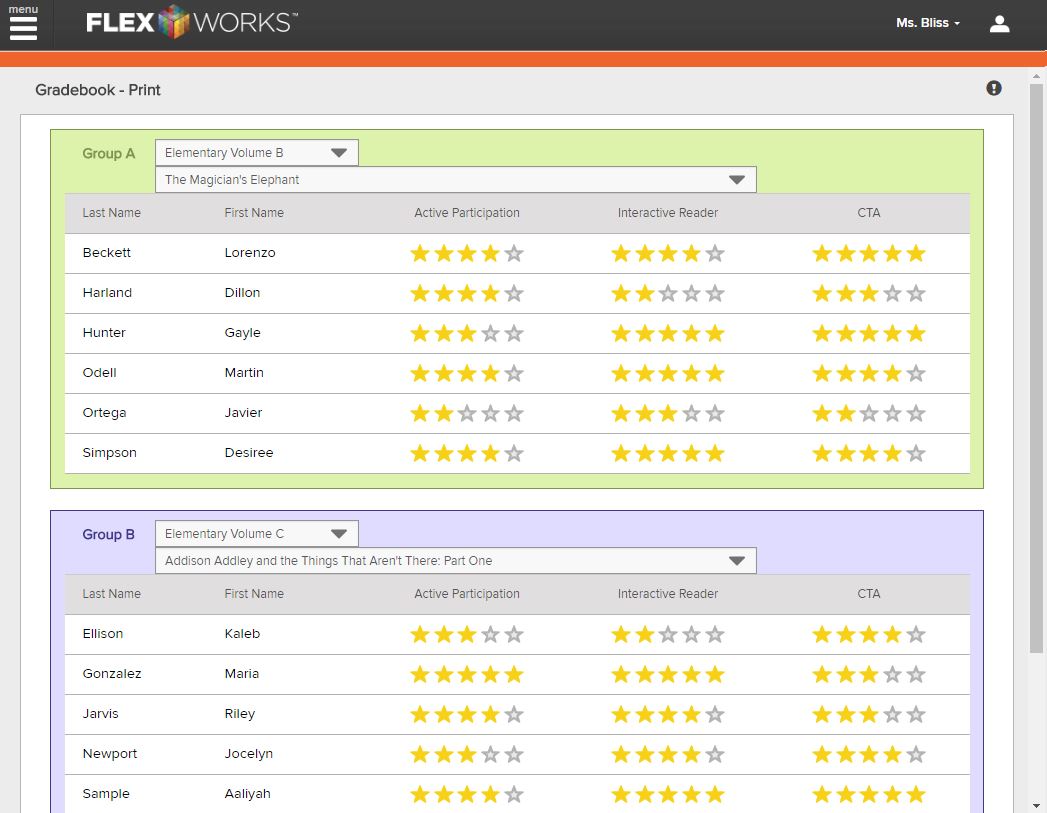 menu
FLEX WORKS™
Ms. Bliss
Gradebook - Print
Group A Elementary Volume B
The Magician's Elephant
Last Name First Name Active Participation Interactive Reader CTA
Beckett Lorenzo
Harland Dillon
Hunter Gayle
Odell Martin
Ortega Javier
Simpson Desiree
Group B Elementary Volume C
Addison Addley and the Things That Aren't There: Part One
Last Name First Name Active Participation Interactive Reader CTA
Ellison Kaleb
Gonzalez Maria
Jarvis Riley
Newport Jocelyn
Sample Aaliyah